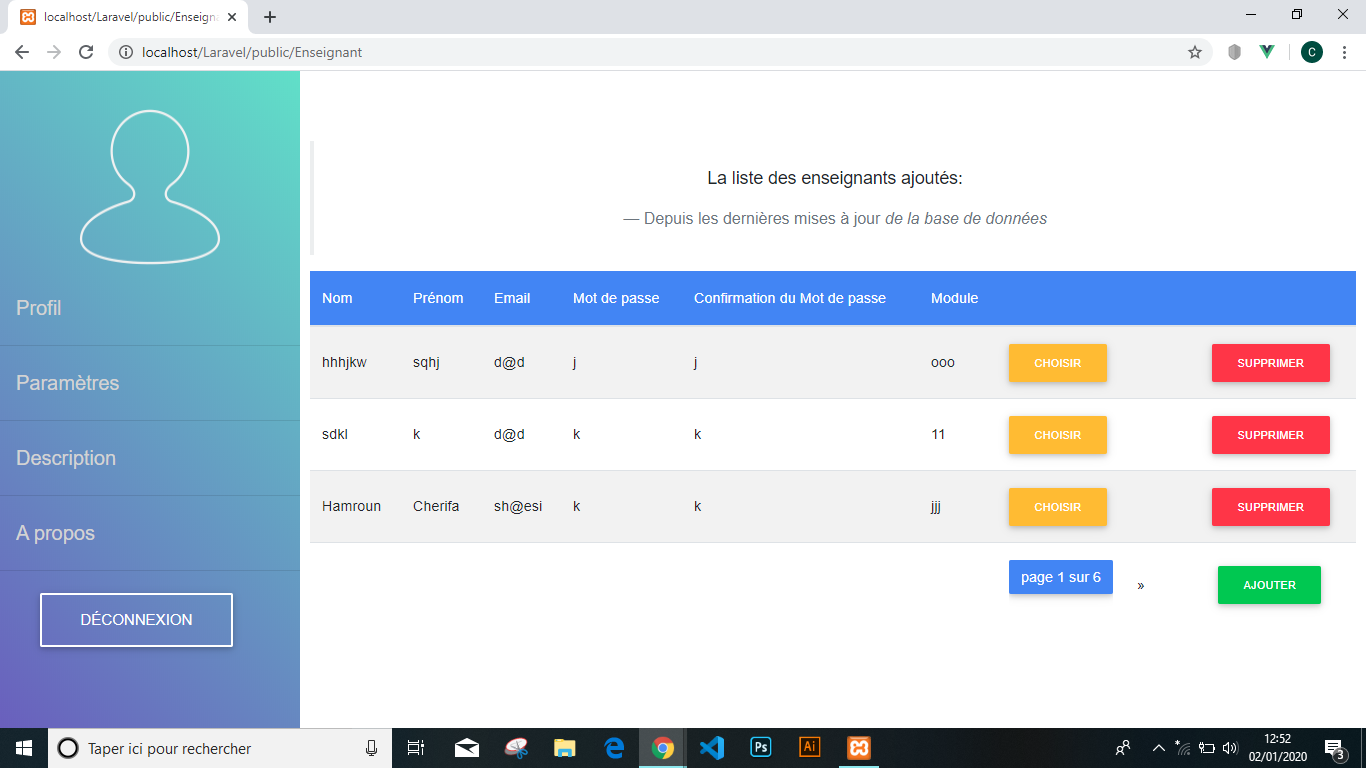 localhost/Laravel/public/Enseign
localhost/Laravel/public/Enseignant
C
Profil
Paramètres
Description
A propos
DÉCONNEXION
La liste des enseignants ajoutés:
— Depuis les dernières mises à jour de la base de données
Nom Prénom Email Mot de passe Confirmation du Mot de passe Module
hhhjkw sqhj d@d j j ooo CHOISIR SUPPRIMER
sdkl k d@d k k 11 CHOISIR SUPPRIMER
Hamroun Cherifa sh@esi k k jjj CHOISIR SUPPRIMER
page 1 sur 6 » AJOUTER
Taper ici pour rechercher
Ps
Ai
12:52
02/01/2020
3